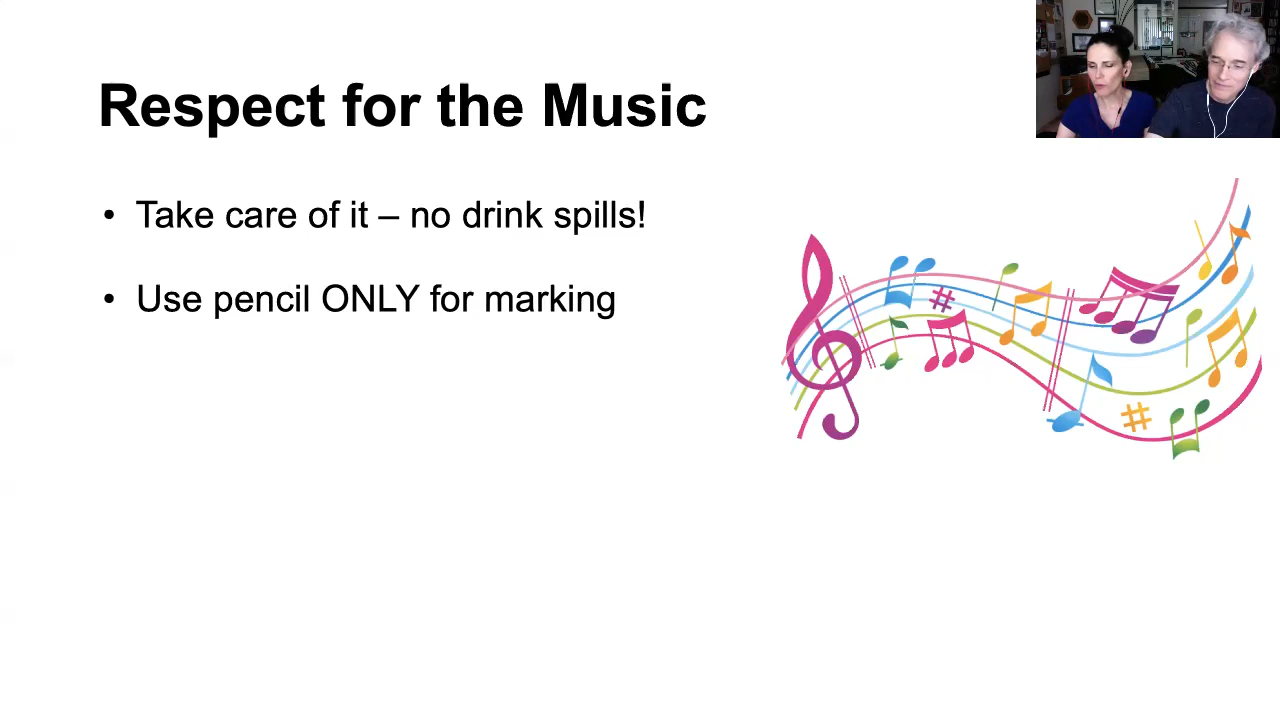 Respect for the Music
• Take care of it – no drink spills!
• Use pencil ONLY for marking